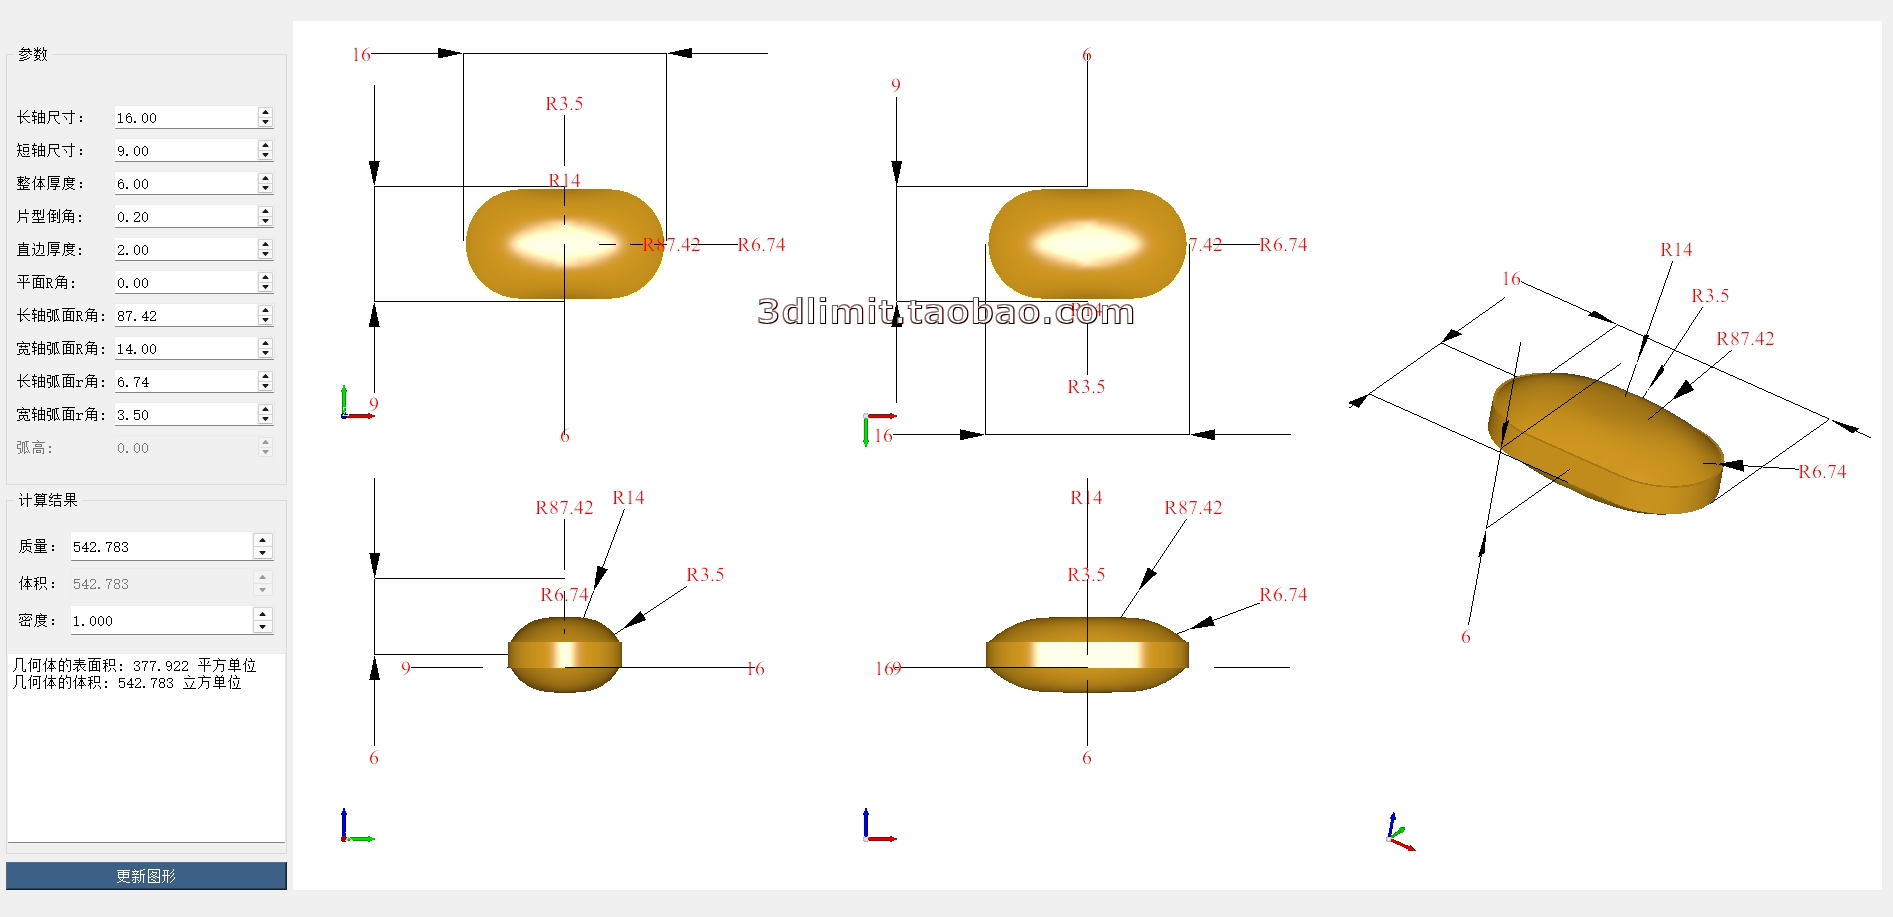 参数
长轴尺寸: 16.00
短轴尺寸: 9.00
整体厚度: 6.00
片型倒角: 0.20
直边厚度: 2.00
平面R角: 0.00
长轴弧面R角: 87.42
宽轴弧面R角: 14.00
长轴弧面r角: 6.74
宽轴弧面r角: 3.50
弧高: 0.00
计算结果
质量: 542.783
体积: 542.783
密度: 1.000
几何体的表面积: 377.922 平方单位
几何体的体积: 542.783 立方单位
更新图形
16
R3.5
R14
R87.42
R6.74
9
6
6
9
7.42
R6.74
R14
R3.5
16
3dlimit.taobao.com
R87.42
R14
R3.5
R6.74
9
16
6
R14
R87.42
R3.5
R6.74
169
6
R14
16
R3.5
R87.42
R6.74
6